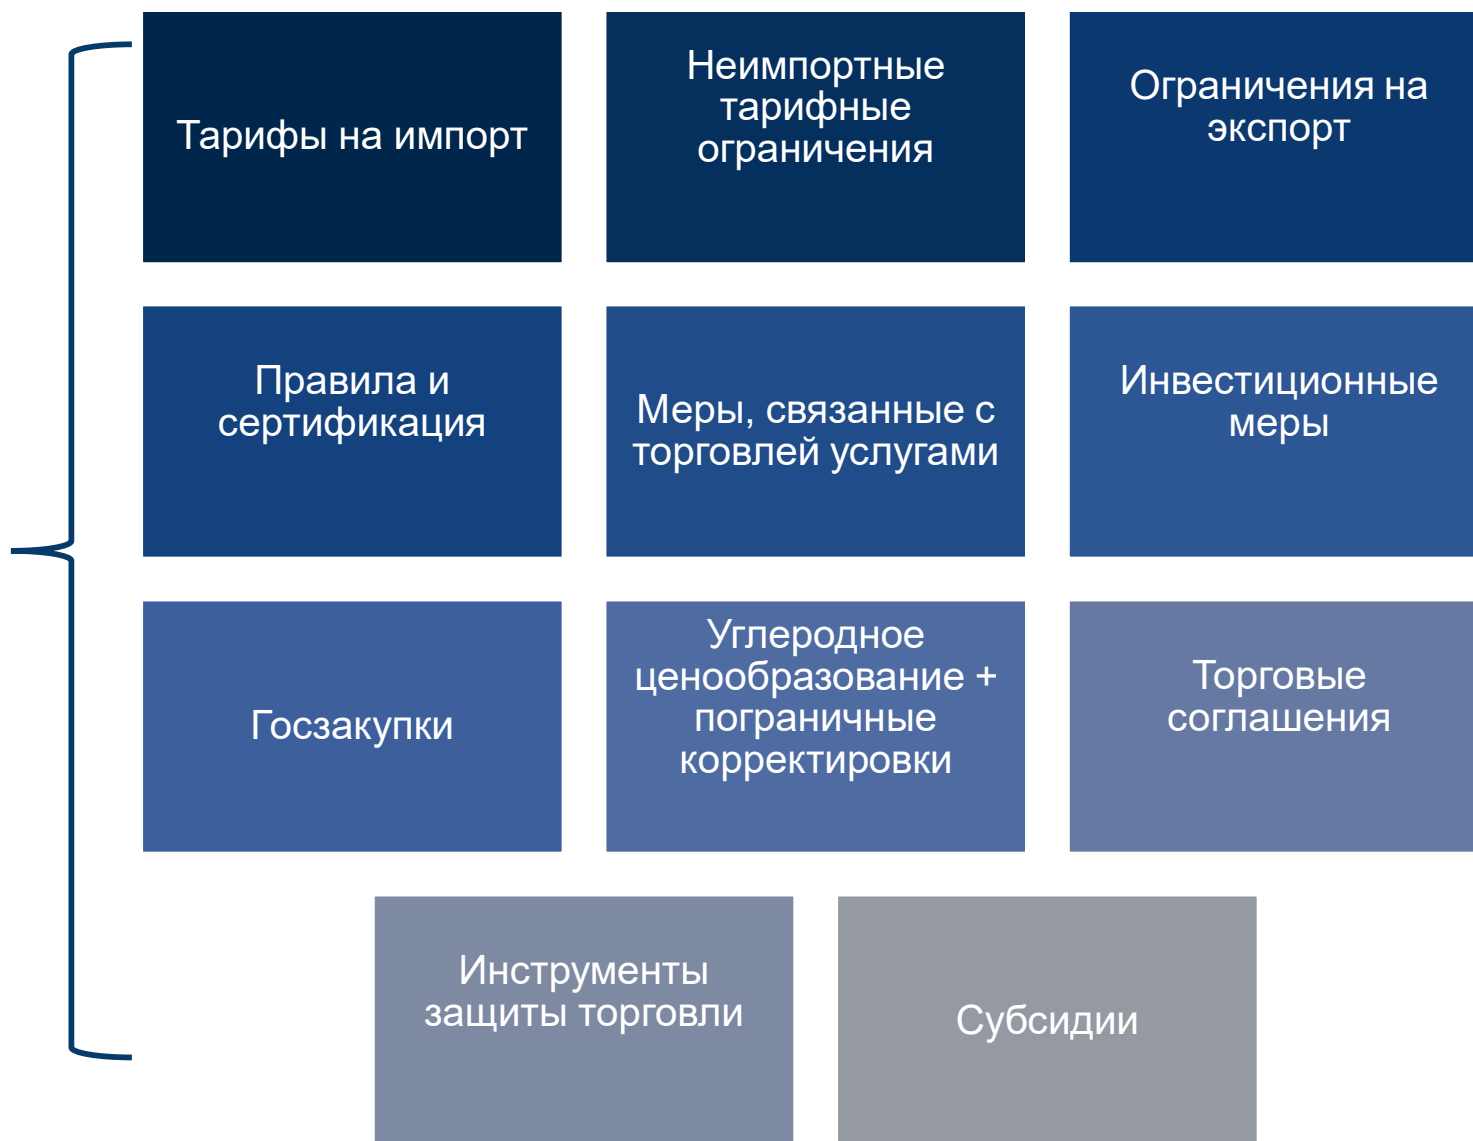 Тарифы на импорт
Неимпортные
тарифные
ограничения
Ограничения на
экспорт
Правила и
сертификация
Меры, связанные с
торговлей услугами
Инвестиционные
меры
Госзакупки
Углеродное
ценообразование +
пограничные
корректировки
Торговые
соглашения
Инструменты
защиты торговли
Субсидии